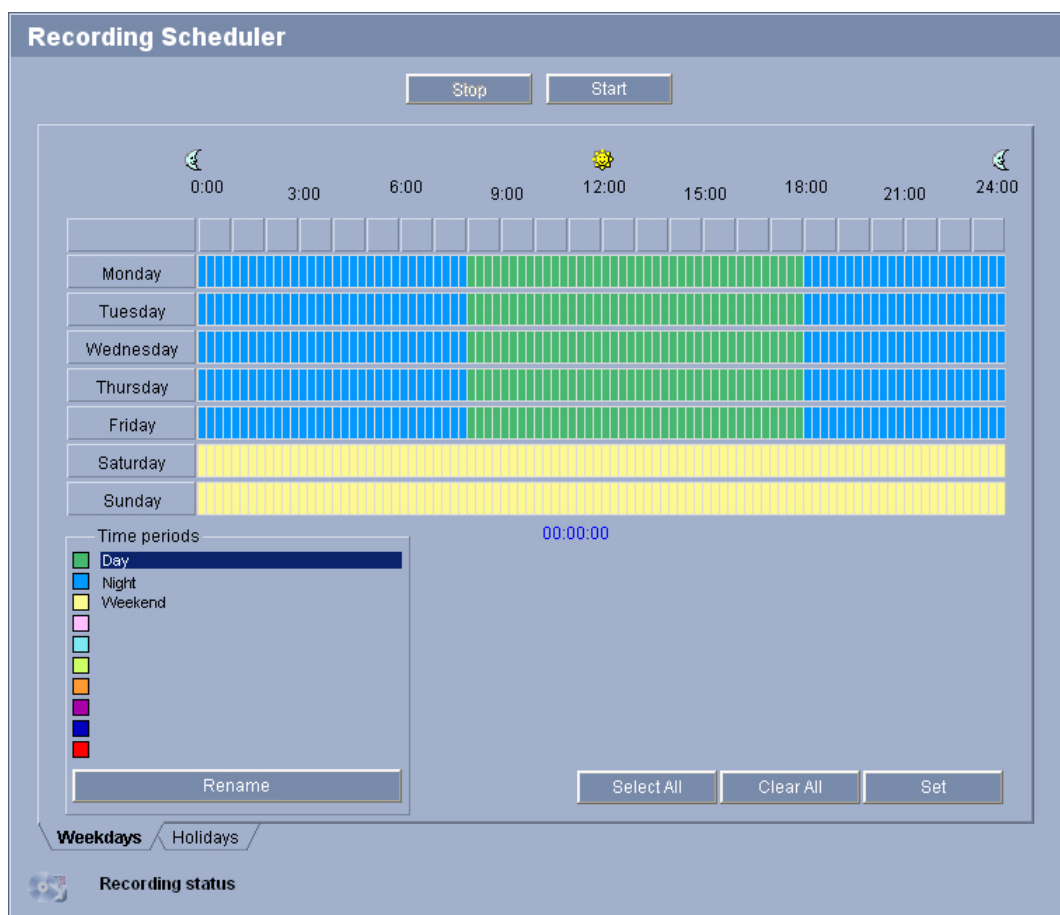 Recording Scheduler
Stop Start
0:00 3:00 6:00 9:00 12:00 15:00 18:00 21:00 24:00
Monday
Tuesday
Wednesday
Thursday
Friday
Saturday
Sunday
Time periods
00:00:00
Day
Night
Weekend
Rename
Select All Clear All Set
Weekdays Holidays
Recording status